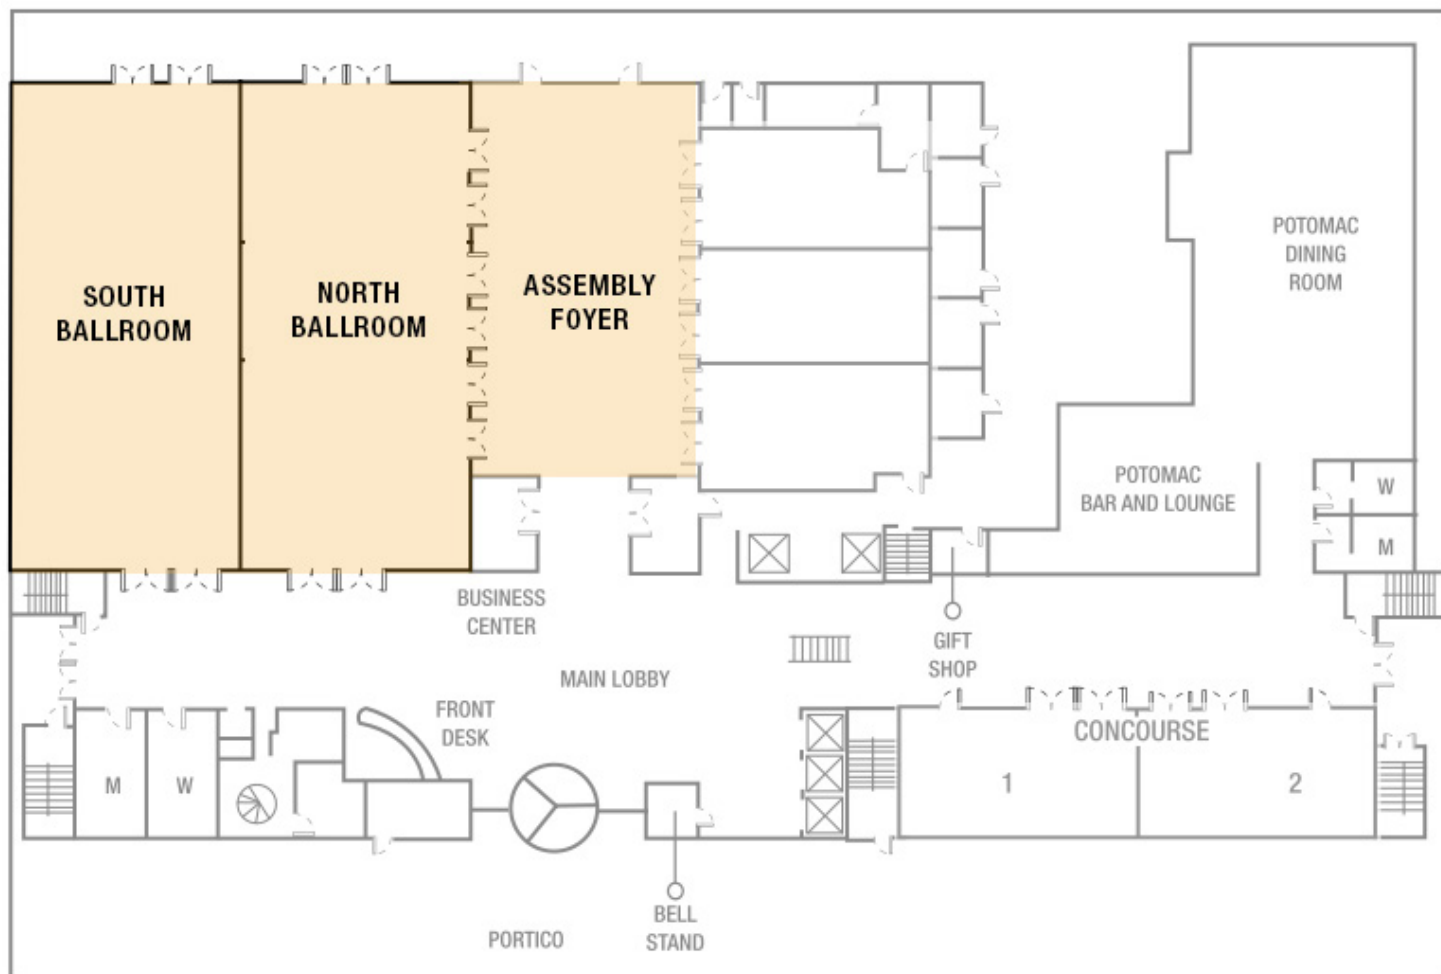 SOUTH
BALLROOM
NORTH
BALLROOM
ASSEMBLY
FOYER
POTOMAC
DINING
ROOM
POTOMAC
BAR AND LOUNGE
W
M
BUSINESS
CENTER
GIFT
SHOP
MAIN LOBBY
FRONT
DESK
CONCOURSE
M
W
1
2
BELL
STAND
PORTICO